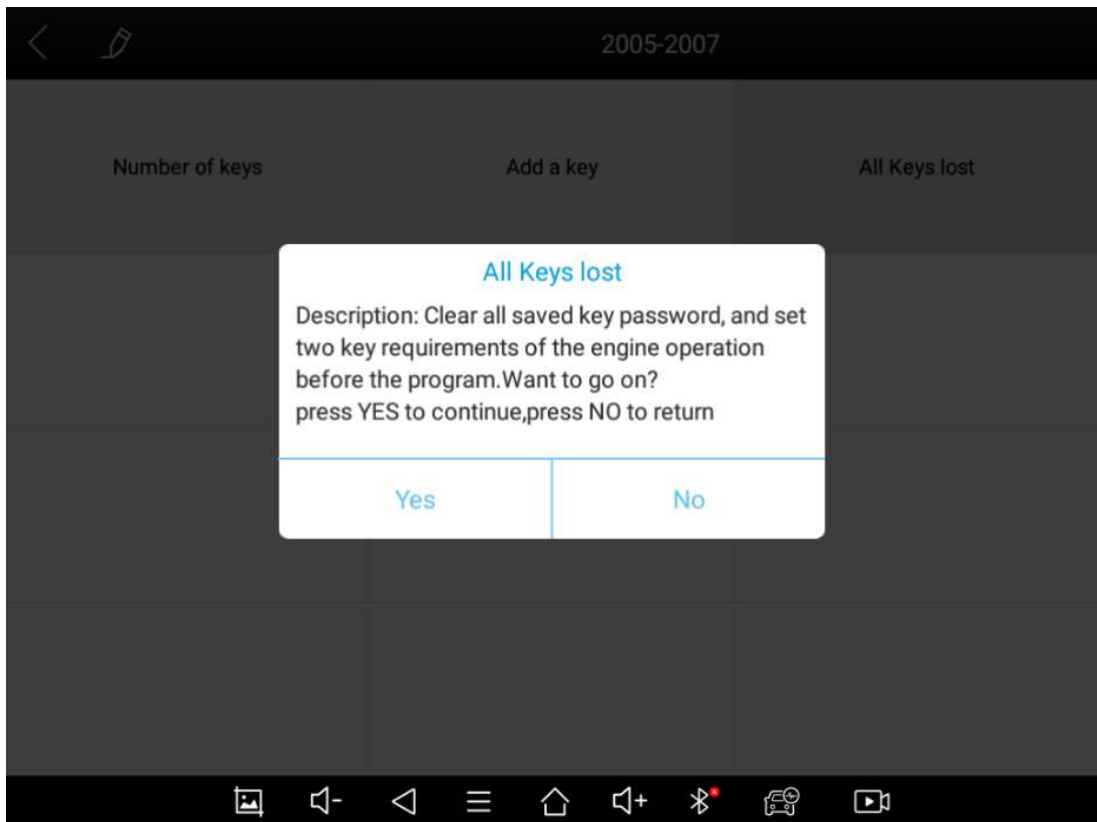 2005-2007
Number of keys
Add a key
All Keys lost
All Keys lost
Description: Clear all saved key password, and set
two key requirements of the engine operation
before the program.Want to go on?
press YES to continue,press NO to return
Yes
No